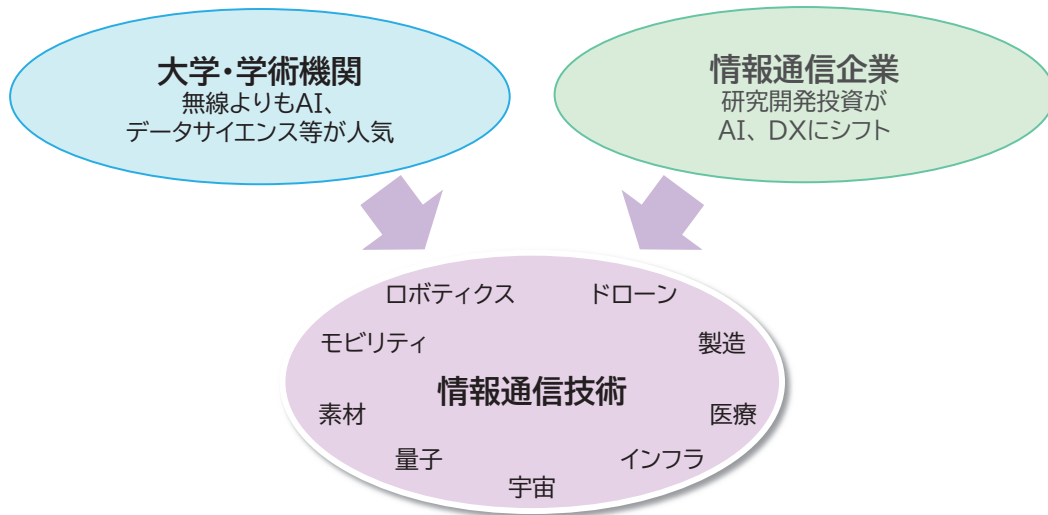 大学・学術機関
無線よりもAI、
データサイエンス等が人気
情報通信企業
研究開発投資が
AI、DXにシフト
ロボティクス
ドローン
モビリティ
製造
情報通信技術
素材
医療
量子
インフラ
宇宙